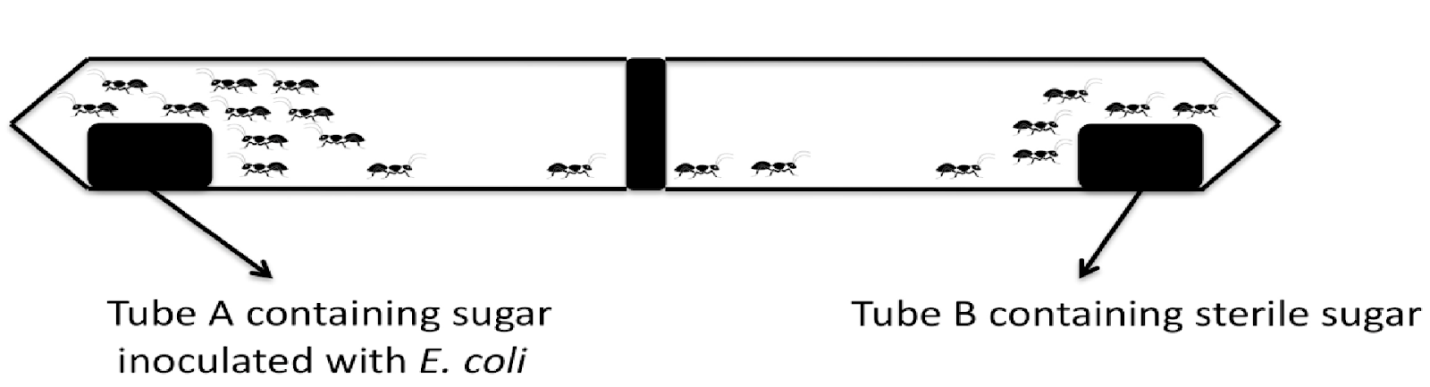 Tube A containing sugar
inoculated with E. coli
Tube B containing sterile sugar